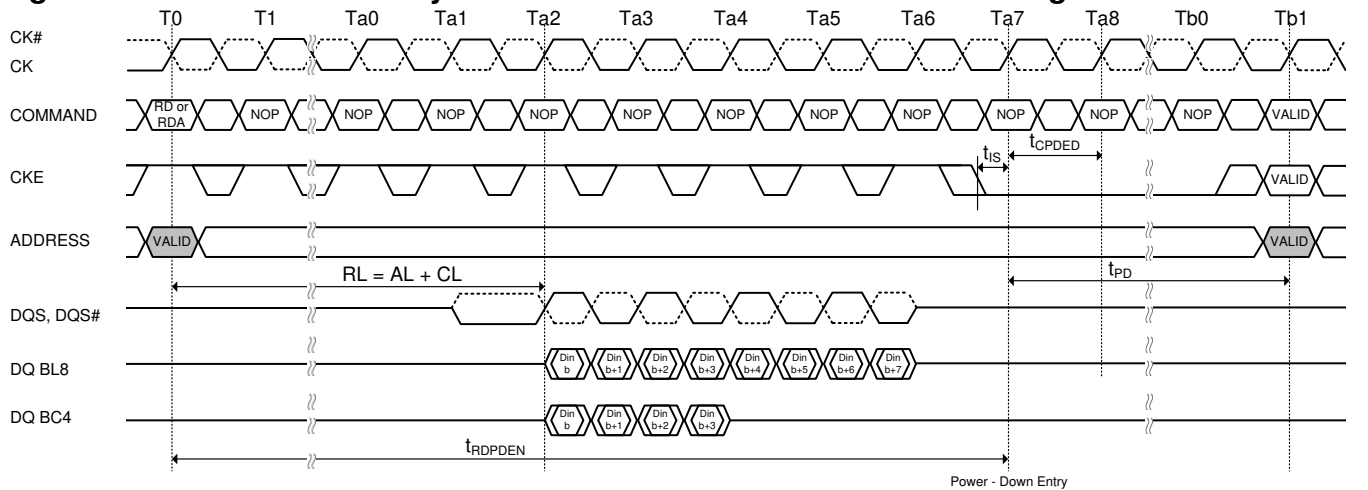 T0 T1 Ta0 Ta1 Ta2 Ta3 Ta4 Ta5 Ta6 Ta7 Ta8 Tb0 Tb1
CK#
CK
COMMAND RD or RDA NOP NOP NOP NOP NOP NOP NOP NOP NOP NOP NOP VALID
tIS tCPDED
CKE VALID
ADDRESS VALID VALID
RL = AL + CL tPD
DQS, DQS#
DQ BL8 Din b Din b+1 Din b+2 Din b+3 Din b+4 Din b+5 Din b+6 Din b+7
DQ BC4 Din b Din b+1 Din b+2 Din b+3
tRDPDEN
Power - Down Entry